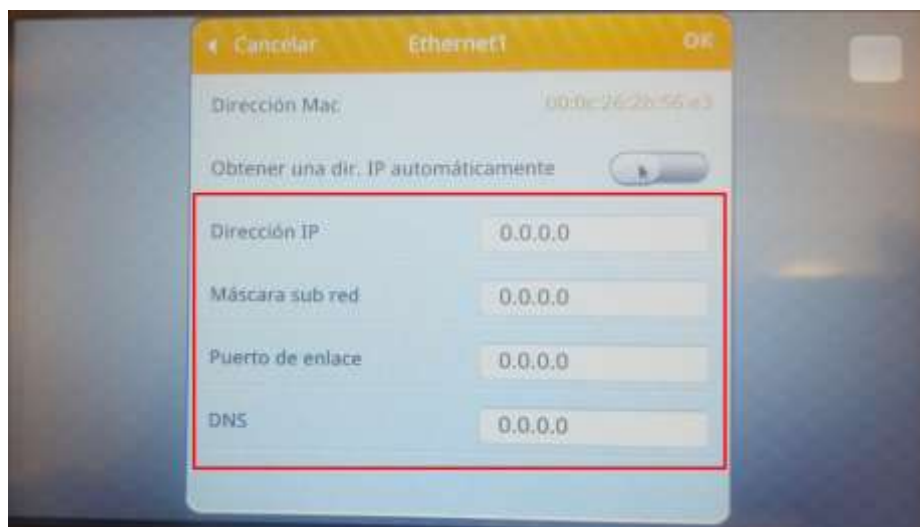 Cancelar Ethernet1 OK
Dirección Mac
Obtener una dir. IP automáticamente
Dirección IP 0.0.0.0
Máscara sub red 0.0.0.0
Puerto de enlace 0.0.0.0
DNS 0.0.0.0